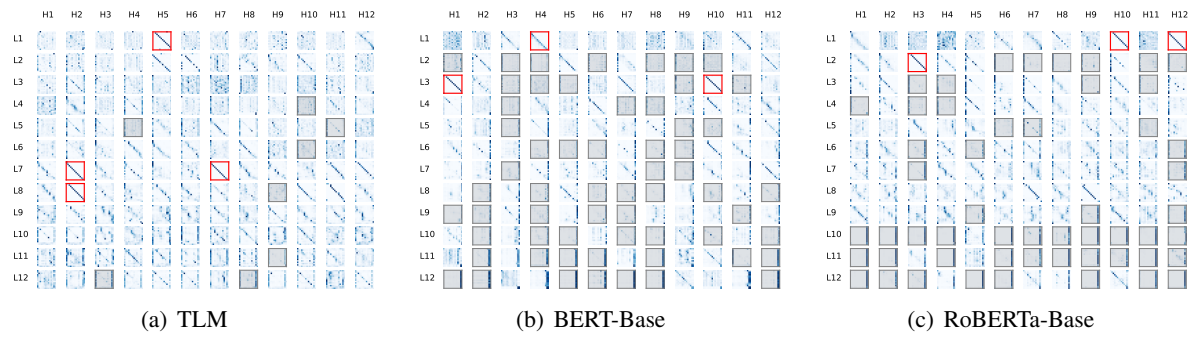 H1 H2 H3 H4 H5 H6 H7 H8 H9 H10 H11 H12
L1
L2
L3
L4
L5
L6
L7
L8
L9
L10
L11
L12
(a) TLM
H1 H2 H3 H4 H5 H6 H7 H8 H9 H10 H11 H12
L1
L2
L3
L4
L5
L6
L7
L8
L9
L10
L11
L12
(b) BERT-Base
H1 H2 H3 H4 H5 H6 H7 H8 H9 H10 H11 H12
L1
L2
L3
L4
L5
L6
L7
L8
L9
L10
L11
L12
(c) RoBERTa-Base